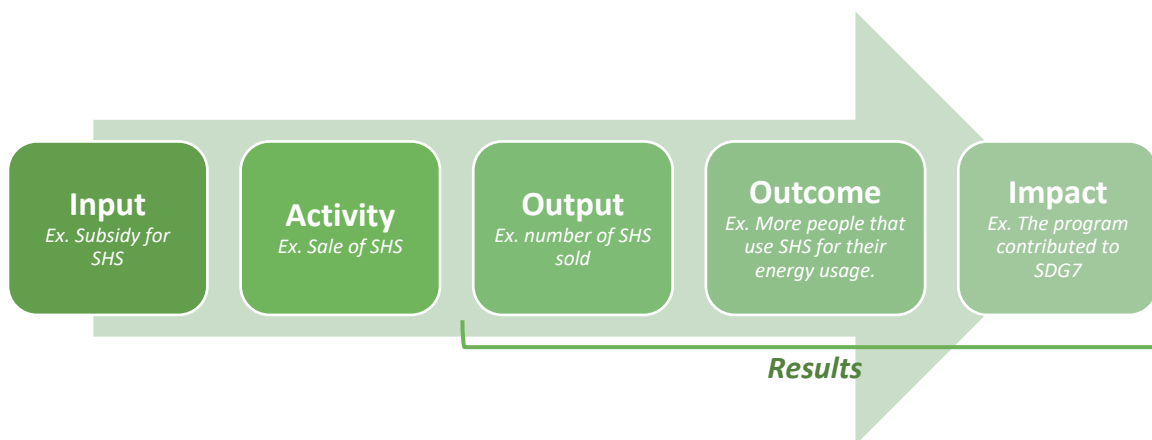 Input
Ex. Subsidy for
SHS
Activity
Ex. Sale of SHS
Output
Ex. number of SHS
sold
Outcome
Ex. More people that
use SHS for their
energy usage.
Impact
Ex. The program
contributed to
SDG7
Results